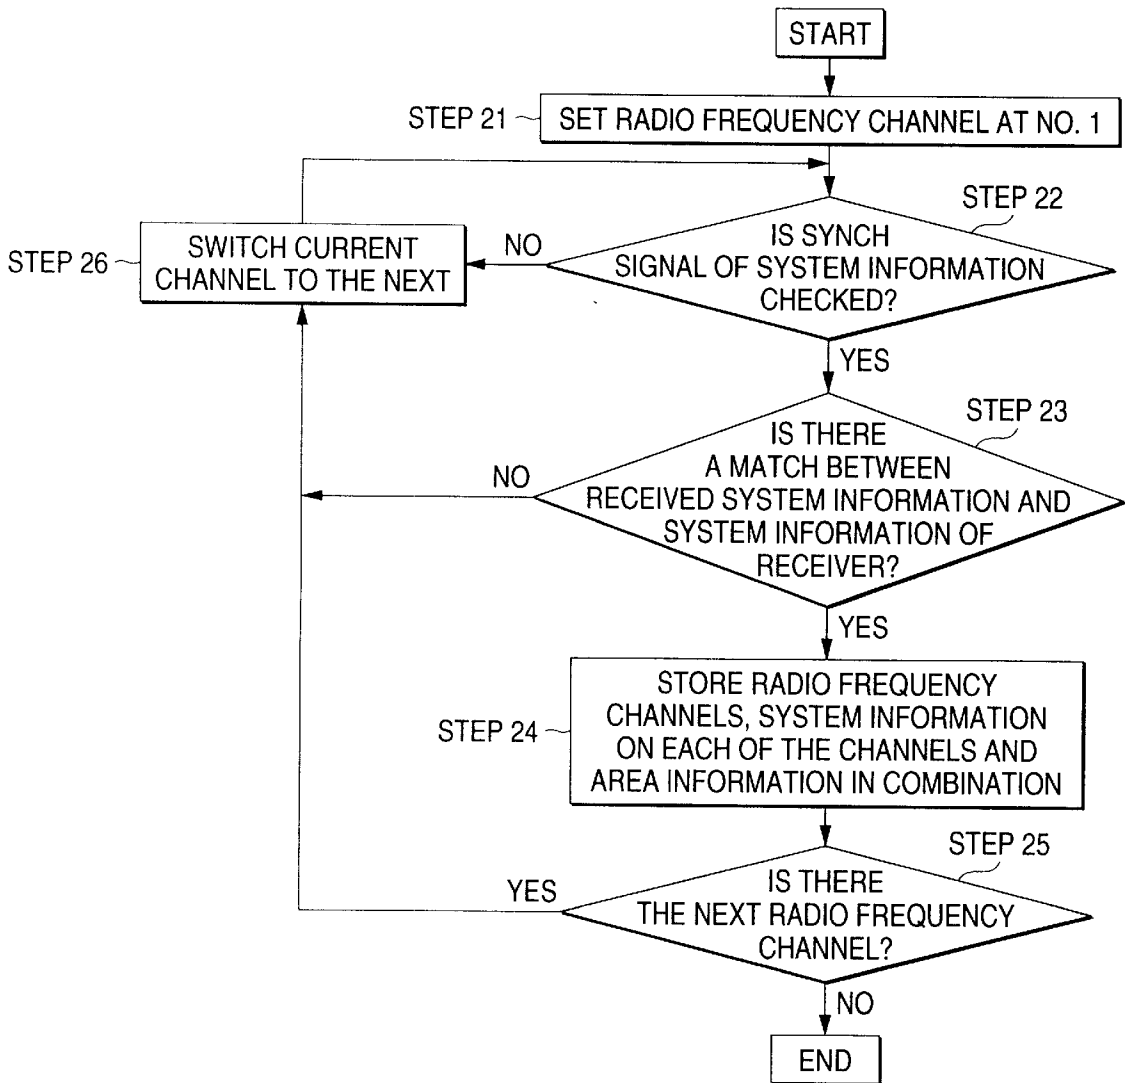 START
STEP 21
SET RADIO FREQUENCY CHANNEL AT NO. 1
STEP 22
IS SYNCH
SIGNAL OF SYSTEM INFORMATION
CHECKED?
NO
STEP 26
SWITCH CURRENT
CHANNEL TO THE NEXT
YES
STEP 23
IS THERE
A MATCH BETWEEN
RECEIVED SYSTEM INFORMATION AND
SYSTEM INFORMATION OF
RECEIVER?
NO
YES
STEP 24
STORE RADIO FREQUENCY
CHANNELS, SYSTEM INFORMATION
ON EACH OF THE CHANNELS AND
AREA INFORMATION IN COMBINATION
STEP 25
IS THERE
THE NEXT RADIO FREQUENCY
CHANNEL?
YES
NO
END